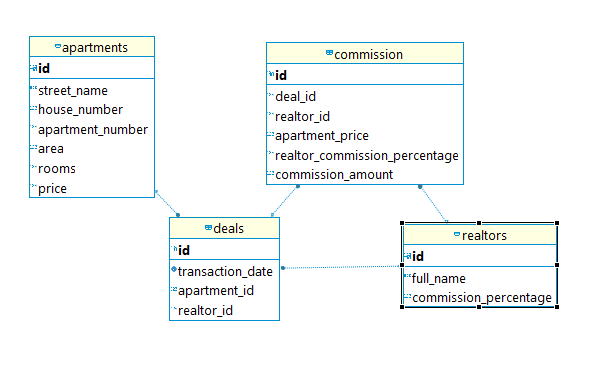 apartments
id
street_name
house_number
apartment_number
area
rooms
price
commission
id
deal_id
realtor_id
apartment_price
realtor_commission_percentage
commission_amount
deals
id
transaction_date
apartment_id
realtor_id
realtors
id
full_name
commission_percentage